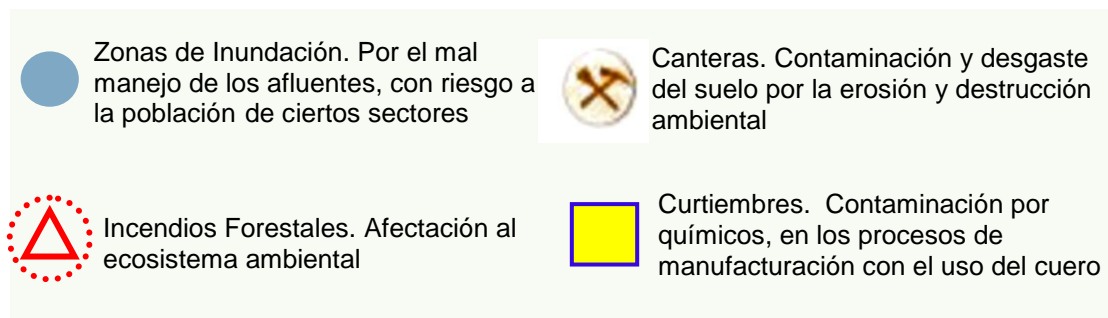 Zonas de Inundación. Por el mal
manejo de los afluentes, con riesgo a
la población de ciertos sectores
Canteras. Contaminación y desgaste
del suelo por la erosión y destrucción
ambiental
Incendios Forestales. Afectación al
ecosistema ambiental
Curtiembres.  Contaminación por
químicos, en los procesos de
manufacturación con el uso del cuero